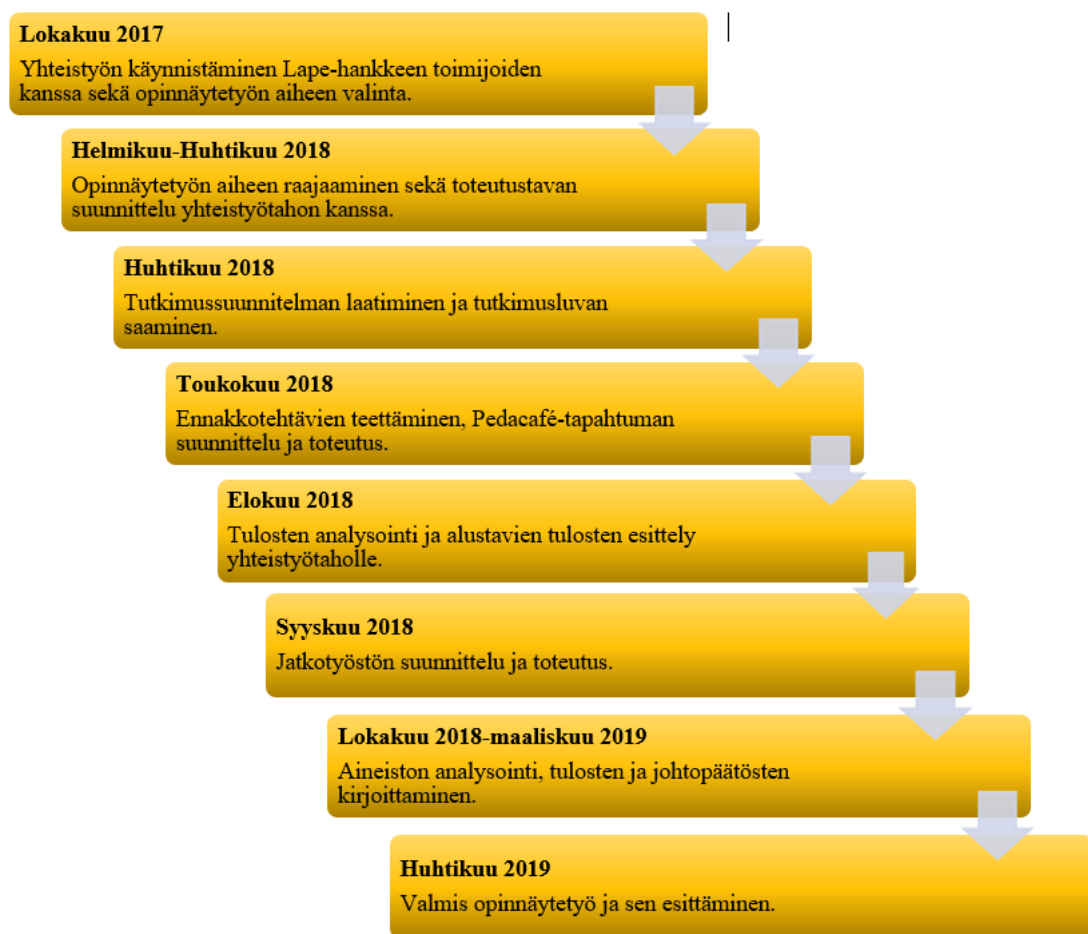 Lokakuu 2017
Yhteistyön käynnistäminen Lape-hankkeen toimijoiden
kanssa sekä opinnäytetyön aiheen valinta.
Helmikuu-Huhtikuu 2018
Opinnäytetyön aiheen raajaaminen sekä toteutustavan
suunnittelu yhteistyötahon kanssa.
Huhtikuu 2018
Tutkimussuunnitelman laatiminen ja tutkimusluvan
saaminen.
Toukokuu 2018
Ennakkotehtävien teettäminen, Pedacafé-tapahtuman
suunnittelu ja toteutus.
Elokuu 2018
Tulosten analysointi ja alustavien tulosten esittely
yhteistyötaholle.
Syyskuu 2018
Jatkotyöstön suunnittelu ja toteutus.
Lokakuu 2018-maaliskuu 2019
Aineiston analysointi, tulosten ja johtopäätösten
kirjoittaminen.
Huhtikuu 2019
Valmis opinnäytetyö ja sen esittäminen.